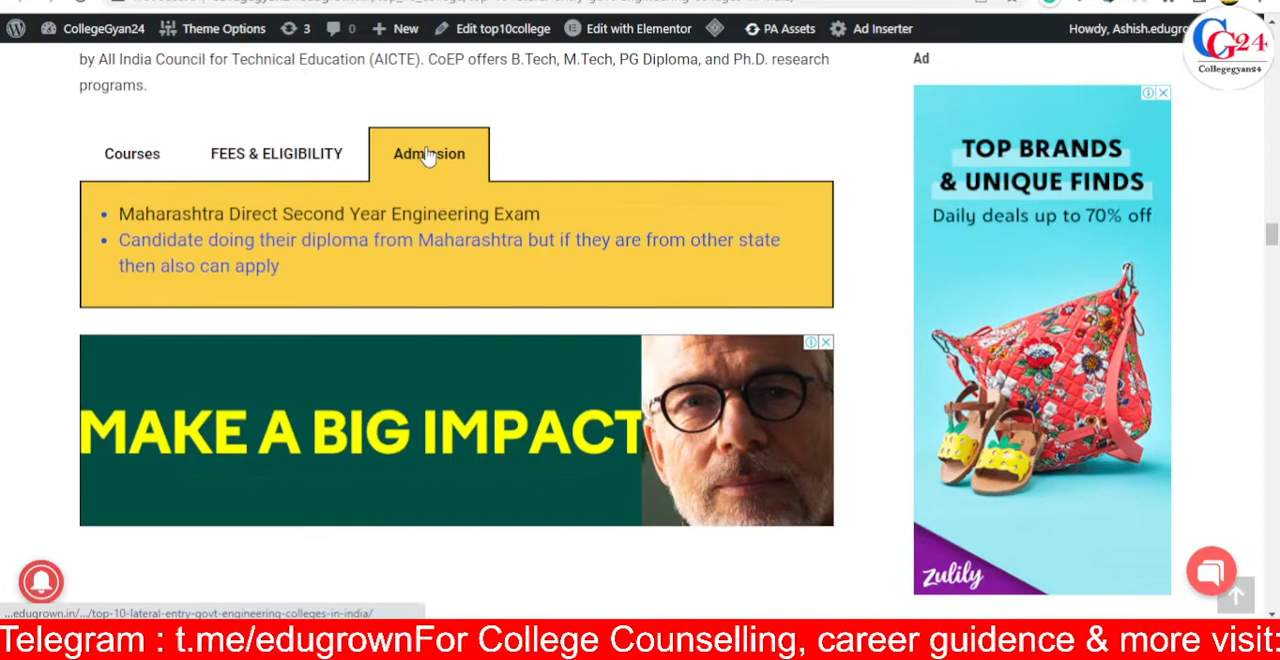 CollegeGyan24 Theme Options 3 0 New Edit top10college Edit with Elementor PA Assets Ad Inserter Howdy, Ashish.edugro
CG24
Collegegyan24
by All India Council for Technical Education (AICTE). CoEP offers B.Tech, M.Tech, PG Diploma, and Ph.D. research
programs.
Ad
Courses FEES & ELIGIBILITY Admission
Maharashtra Direct Second Year Engineering Exam
Candidate doing their diploma from Maharashtra but if they are from other state
then also can apply
TOP BRANDS
& UNIQUE FINDS
Daily deals up to 70% off
zulily
MAKE A BIG IMPACT
...edugrown.in/.../top-10-lateral-entry-govt-engineering-colleges-in-india/
Telegram : t.me/edugrownFor College Counselling, career guidence & more visit: